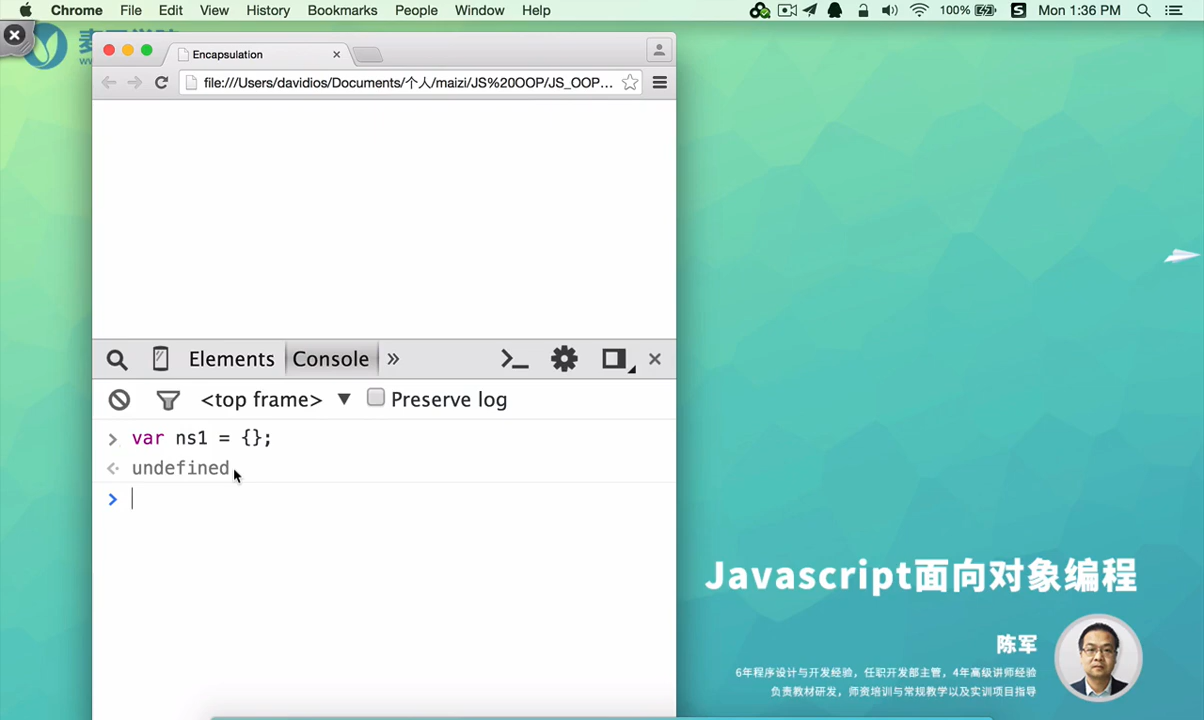 Chrome File Edit View History Bookmarks People Window Help 100% Mon 1:36 PM
Encapsulation
file:///Users/davidios/Documents/个人/maizi/JS%20OOP/JS_OOP...
Elements Console »
<top frame> ▼ Preserve log
> var ns1 = {};
undefined
>
Javascript面向对象编程
陈军
6年程序设计与开发经验，任职开发部主管，4年高级讲师经验
负责教材研发，师资培训与常规教学以及实训项目指导